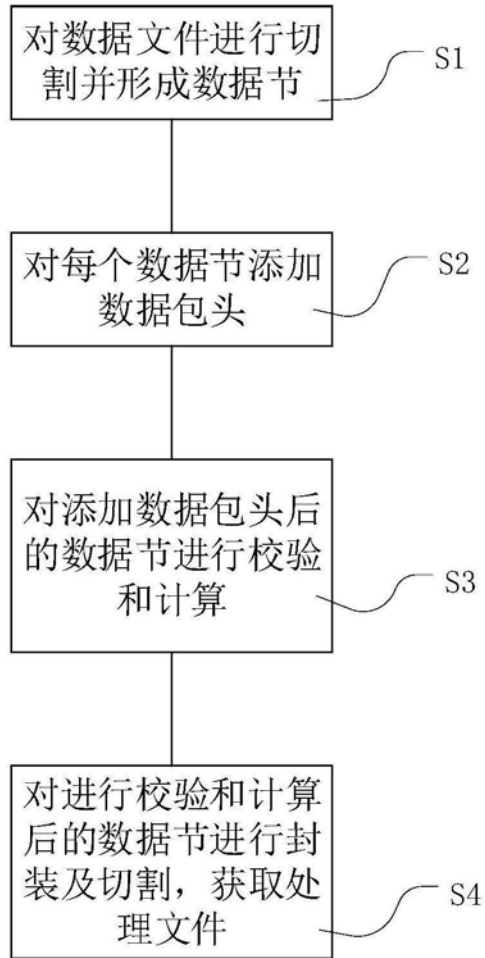 对数据文件进行切
割并形成数据节
S1
对每个数据节添加
数据包头
S2
对添加数据包头后
的数据节进行校验
和计算
S3
对进行校验和计算
后的数据节进行封
装及切割，获取处
理文件
S4